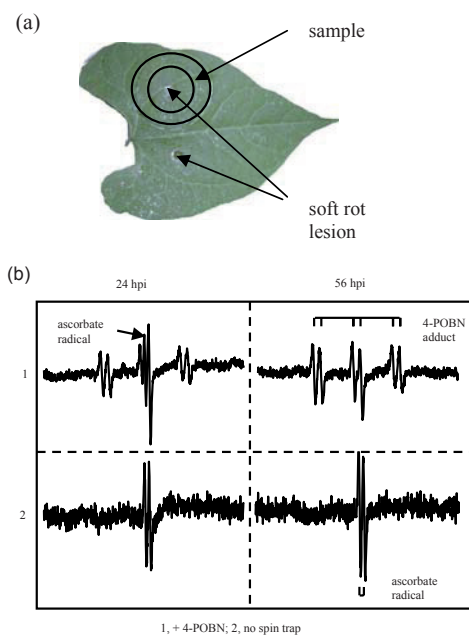 (a)
sample
soft rot
lesion
(b)
24 hpi
56 hpi
ascorbate
radical
4-POBN
adduct
1
2
ascorbate
radical
1, + 4-POBN; 2, no spin trap